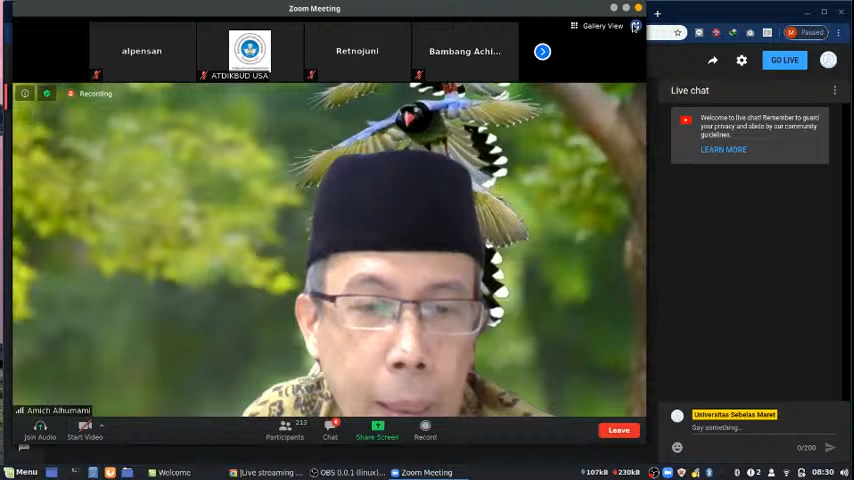 Zoom Meeting
Gallery View
alpensan
ATDIKBUD USA
Retnojuni
Bambang Achi...
Paused
GO LIVE
Recording
Live chat
Welcome to live chat! Remember to guard
your privacy and abide by our community
guidelines.
LEARN MORE
Amich Alhumami
Universitas Sebelas Maret
Say something...
0/200
Join Audio
Start Video
213
Participants
Chat
Share Screen
Record
Leave
Menu
Welcome
[Live streaming ...
OBS 0.0.1 (linux)...
Zoom Meeting
107kB
230kB
2
08:30